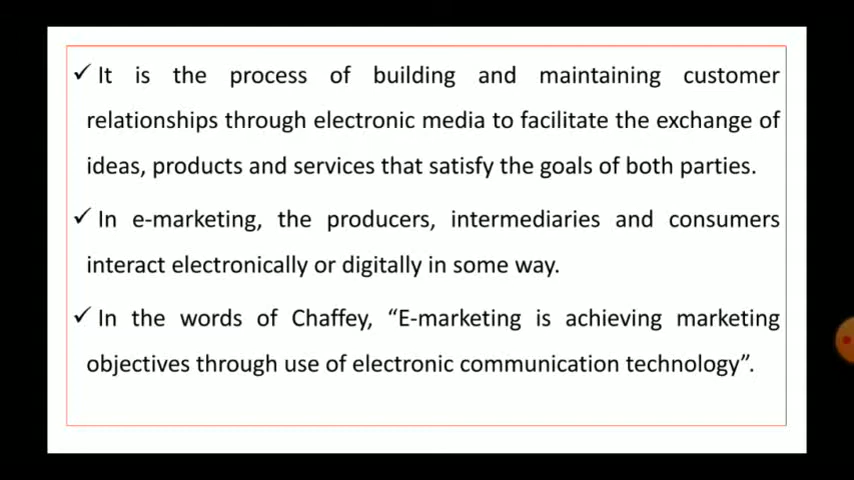 ✓ It is the process of building and maintaining customer
relationships through electronic media to facilitate the exchange of
ideas, products and services that satisfy the goals of both parties.
✓ In e-marketing, the producers, intermediaries and consumers
interact electronically or digitally in some way.
✓ In the words of Chaffey, “E-marketing is achieving marketing
objectives through use of electronic communication technology”.